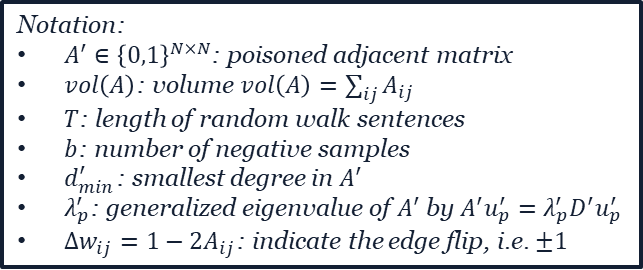 Notation:
• A′ ∈ {0,1}^{N×N}: poisoned adjacent matrix
• vol(A): volume vol(A) = ∑_{ij} A_{ij}
• T: length of random walk sentences
• b: number of negative samples
• d′_{min}: smallest degree in A′
• λ′_p: generalized eigenvalue of A′ by A′u′_p = λ′_p D′u′_p
• Δw_{ij} = 1 − 2A_{ij}: indicate the edge flip, i.e. ±1